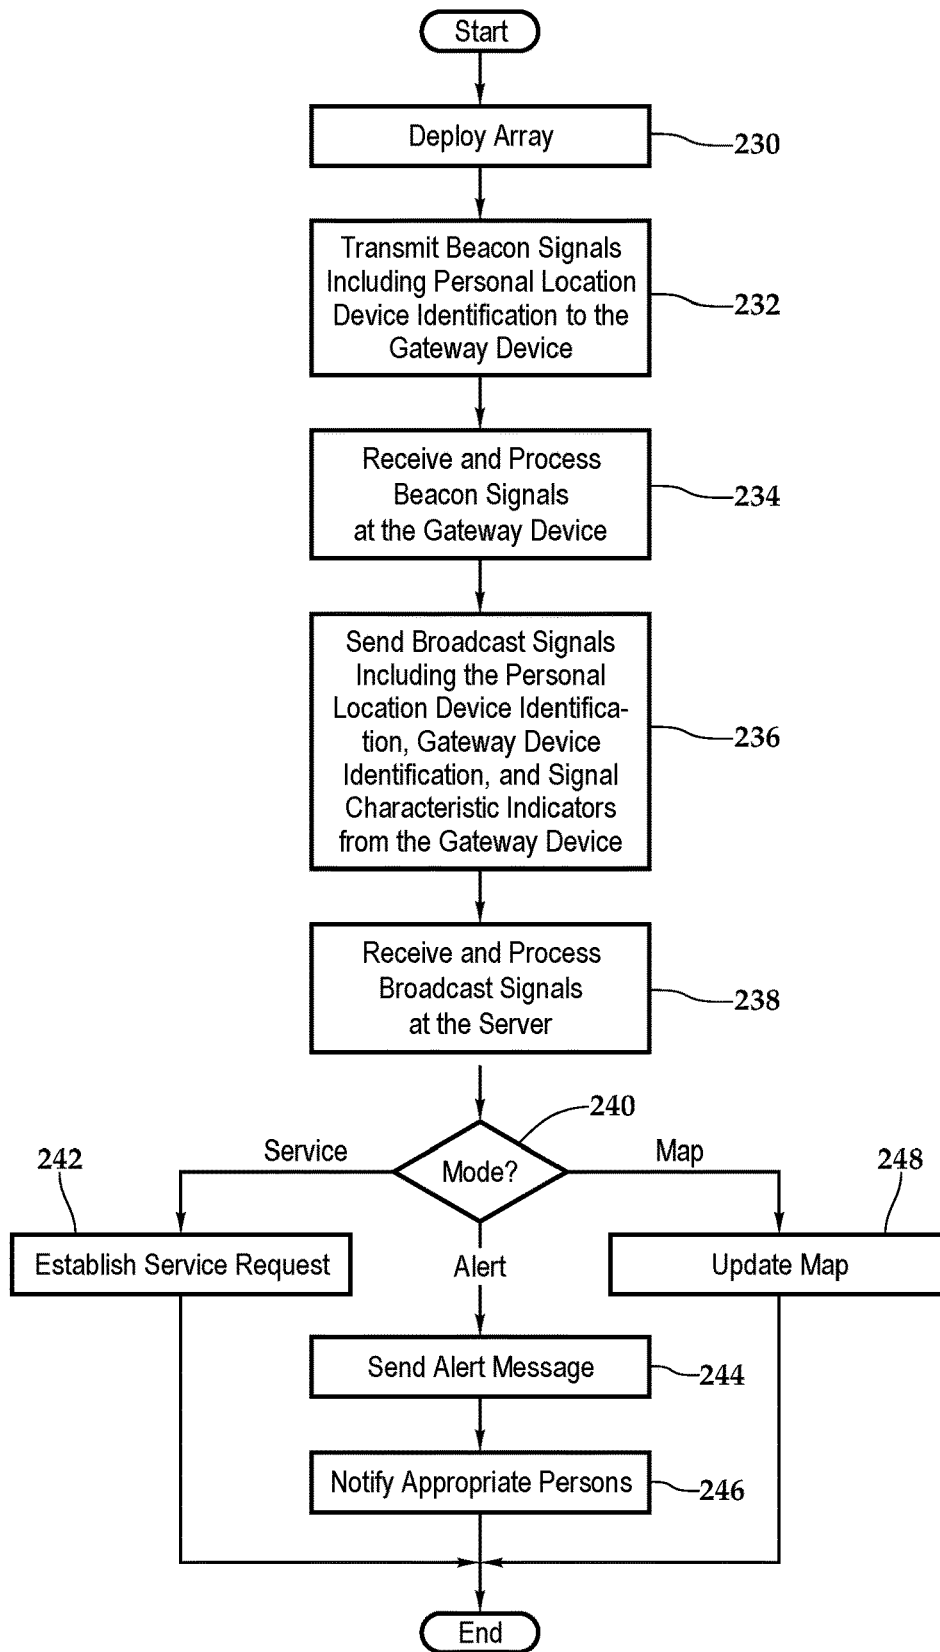 Start
Deploy Array
230
Transmit Beacon Signals
Including Personal Location
Device Identification to the
Gateway Device
232
Receive and Process
Beacon Signals
at the Gateway Device
234
Send Broadcast Signals
Including the Personal
Location Device Identifica-
tion, Gateway Device
Identification, and Signal
Characteristic Indicators
from the Gateway Device
236
Receive and Process
Broadcast Signals
at the Server
238
240
Mode?
Service
Map
Alert
242
Establish Service Request
248
Update Map
Send Alert Message
244
Notify Appropriate Persons
246
End